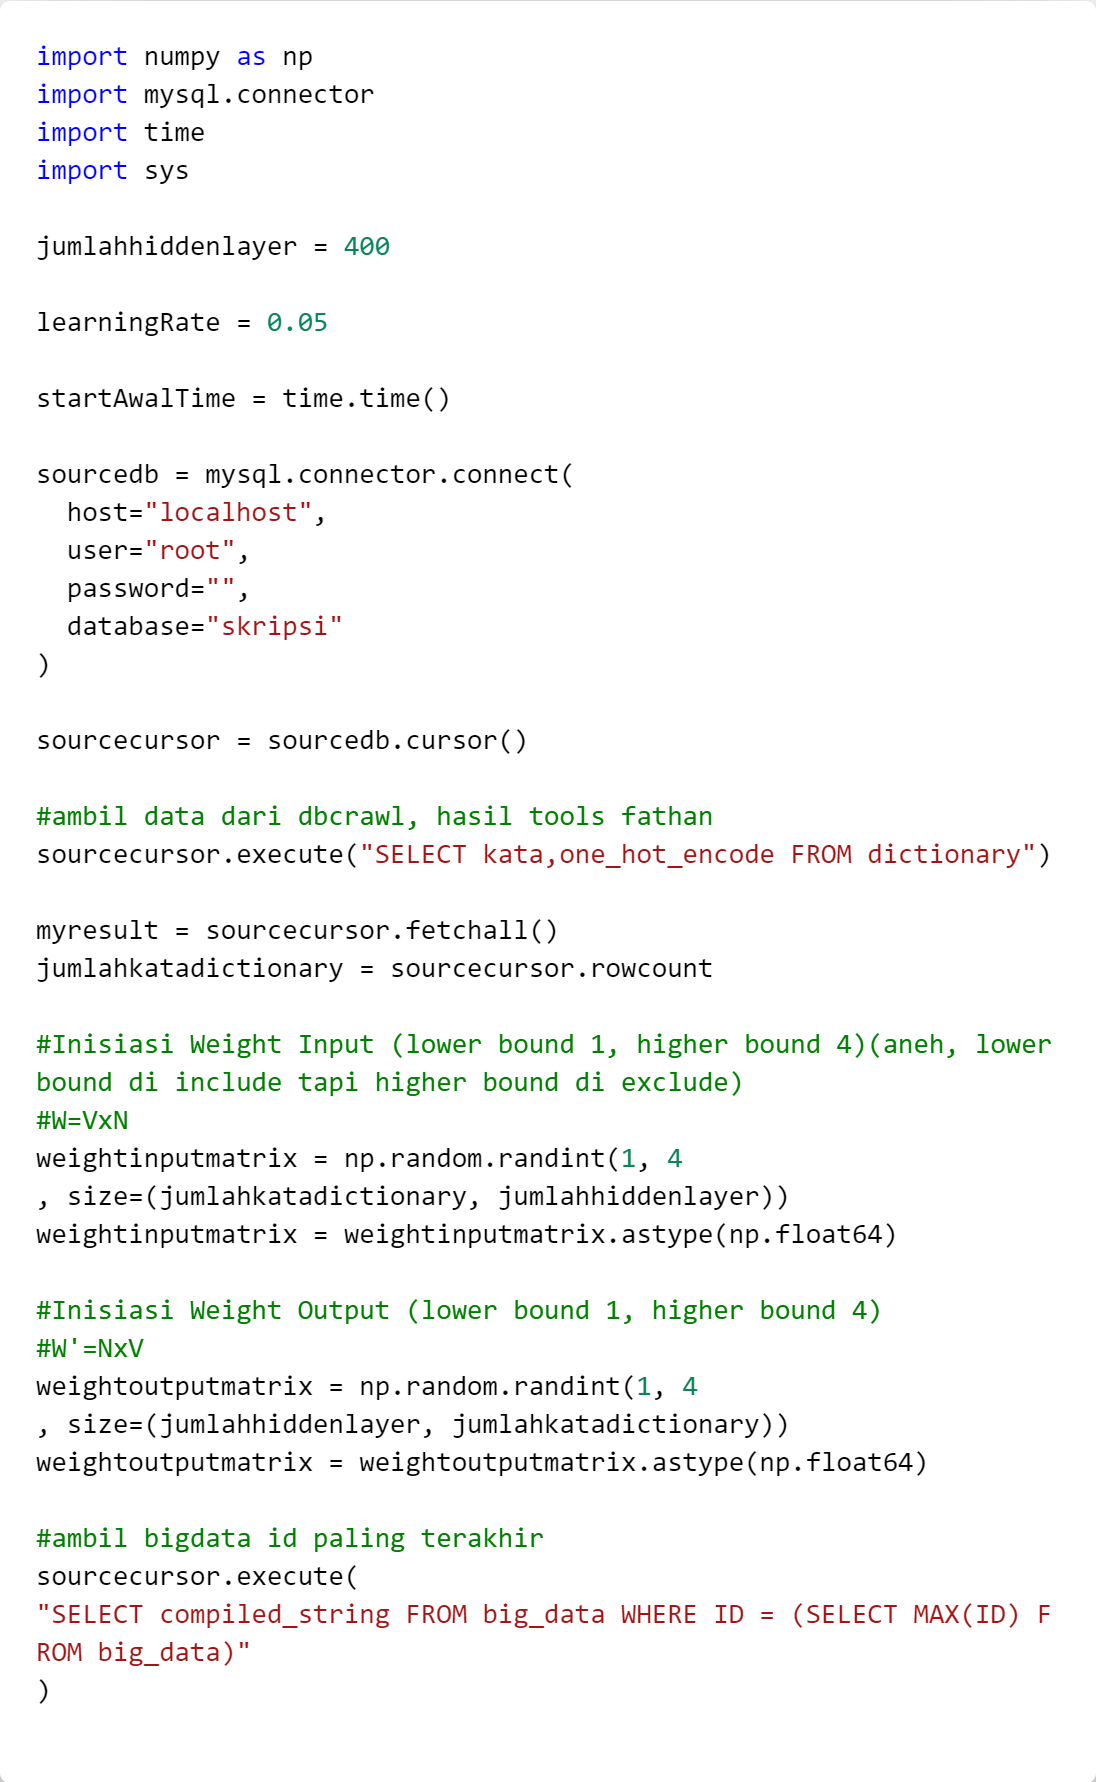 import numpy as np
import mysql.connector
import time
import sys
jumlahhiddenlayer = 400
learningRate = 0.05
startAwalTime = time.time()
sourcedb = mysql.connector.connect(
  host="localhost",
  user="root",
  password="",
  database="skripsi"
)
sourcecursor = sourcedb.cursor()
#ambil data dari dbcrawl, hasil tools fathan
sourcecursor.execute("SELECT kata,one_hot_encode FROM dictionary")
myresult = sourcecursor.fetchall()
jumlahkatadictionary = sourcecursor.rowcount
#Inisiasi Weight Input (lower bound 1, higher bound 4)(aneh, lower
bound di include tapi higher bound di exclude)
#W=VxN
weightinputmatrix = np.random.randint(1, 4
, size=(jumlahkatadictionary, jumlahhiddenlayer))
weightinputmatrix = weightinputmatrix.astype(np.float64)
#Inisiasi Weight Output (lower bound 1, higher bound 4)
#W'=NxV
weightoutputmatrix = np.random.randint(1, 4
, size=(jumlahhiddenlayer, jumlahkatadictionary))
weightoutputmatrix = weightoutputmatrix.astype(np.float64)
#ambil bigdata id paling terakhir
sourcecursor.execute(
"SELECT compiled_string FROM big_data WHERE ID = (SELECT MAX(ID) F
ROM big_data)"
)